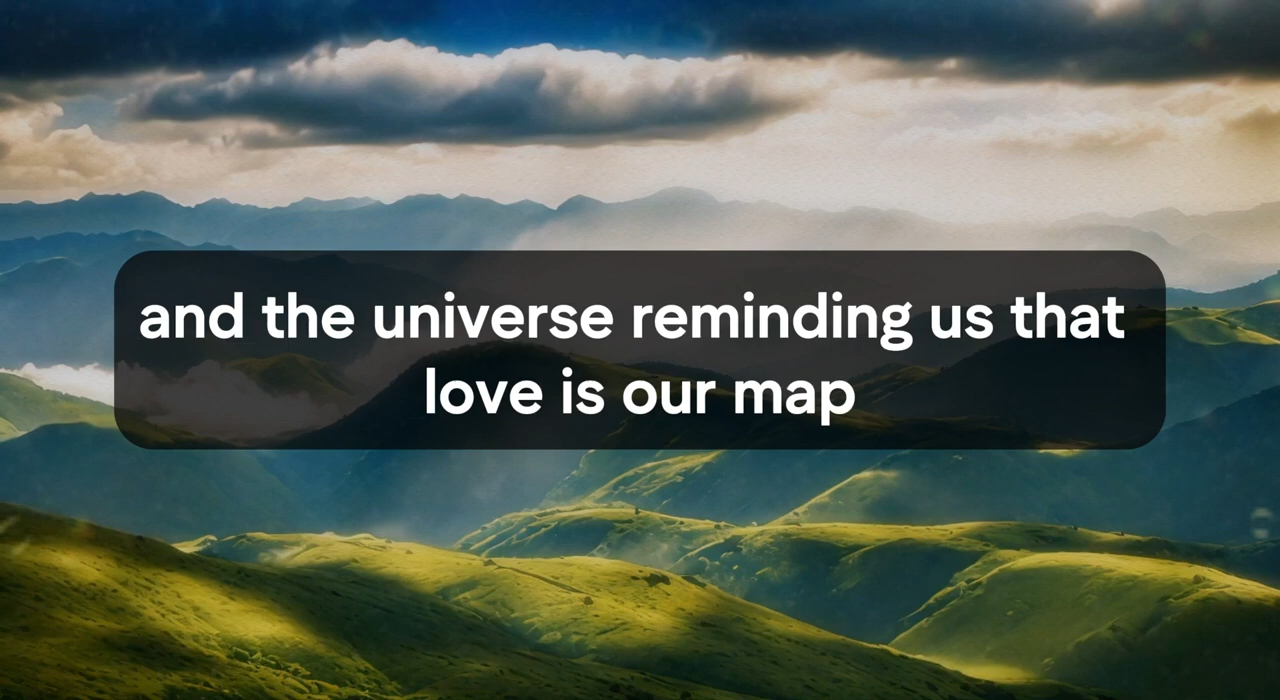 and the universe reminding us that
love is our map